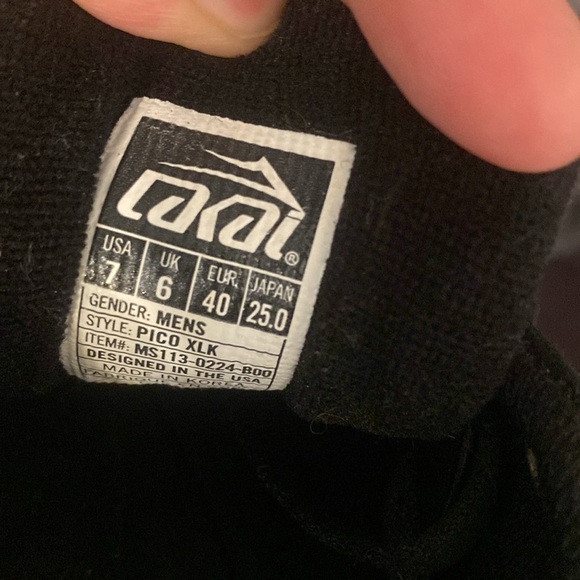 Lakai®
USA UK EUR. JAPAN
7 6 40 25.0
GENDER: MENS
STYLE: PICO XLK
ITEM#: MS113-0224-B00
DESIGNED IN THE USA
MADE IN KOREA